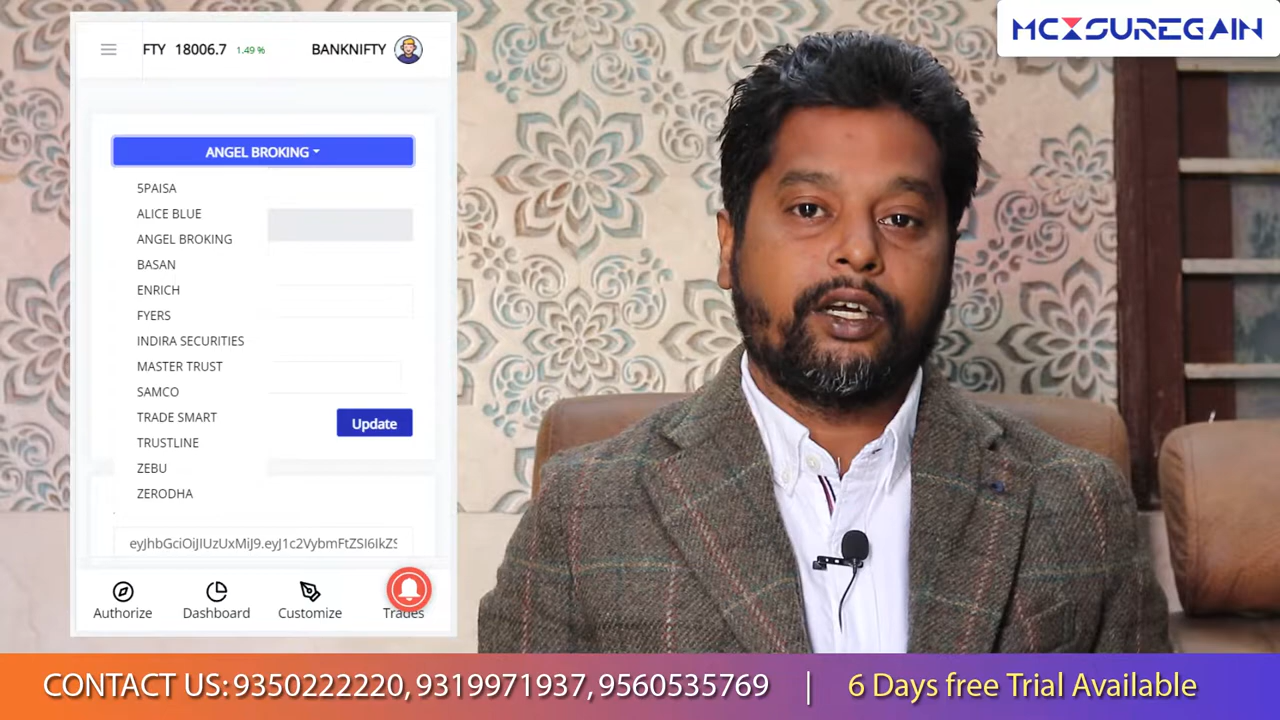 MCXSUREGAIN
FTY 18006.7 1.49 % BANKNIFTY
ANGEL BROKING
5PAISA
ALICE BLUE
ANGEL BROKING
BASAN
ENRICH
FYERS
INDIRA SECURITIES
MASTER TRUST
SAMCO
TRADE SMART
Update
TRUSTLINE
ZEBU
ZERODHA
eyJhbGciOiJIUzUxMiJ9.eyJ1c2VybmFtZSI6IkZS
Authorize Dashboard Customize Trades
CONTACT US:9350222220, 9319971937, 9560535769 | 6 Days free Trial Available